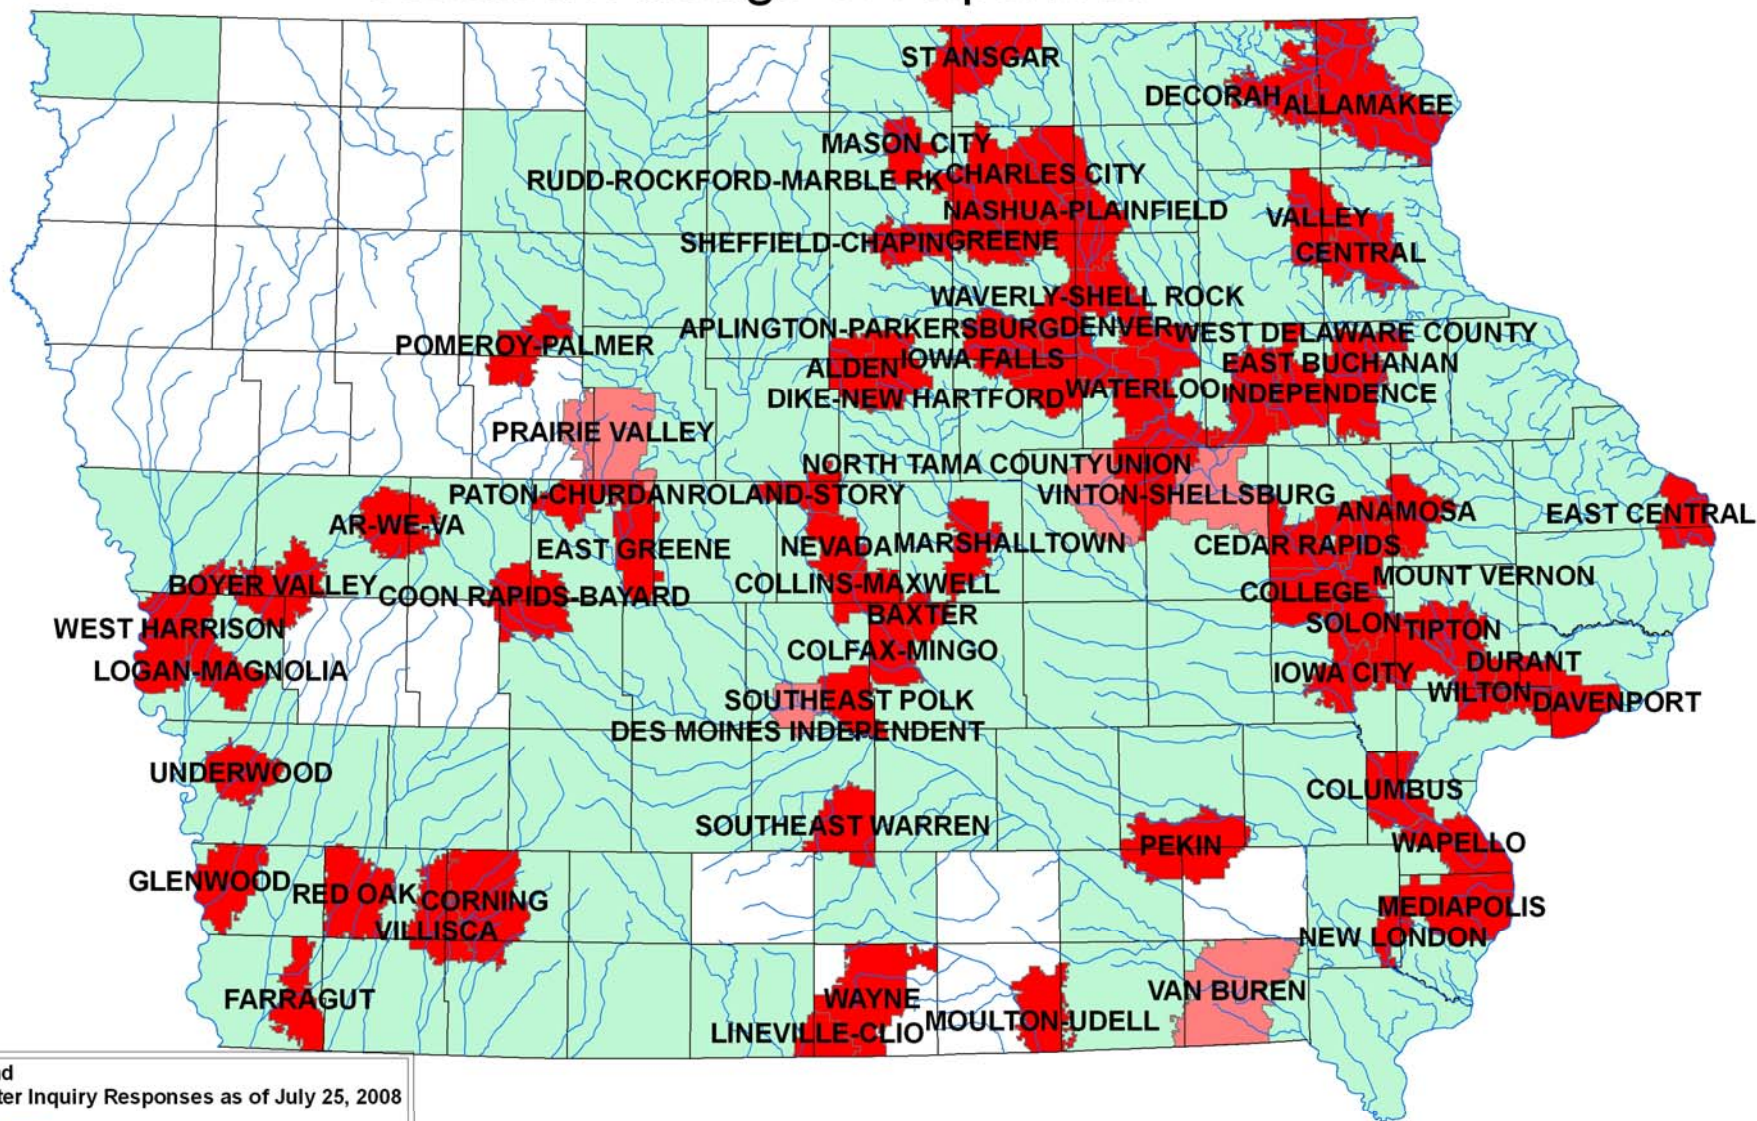 ST ANSGAR
DECORAH
ALLAMAKEE
MASON CITY
RUDD-ROCKFORD-MARBLE RK
CHARLES CITY
NASHUA-PLAINFIELD
VALLEY
SHEFFIELD-CHAPIN
GREENE
CENTRAL
WAVERLY-SHELL ROCK
APLINGTON-PARKERSBURG
DENVER
WEST DELAWARE COUNTY
POMEROY-PALMER
ALDEN
IOWA FALLS
EAST BUCHANAN
DIKE-NEW HARTFORD
WATERLOO
INDEPENDENCE
PRAIRIE VALLEY
NORTH TAMA COUNTY
UNION
PATON-CHURDAN
ROLAND-STORY
VINTON-SHELLSBURG
AR-WE-VA
ANAMOSA
EAST CENTRAL
EAST GREENE
NEVADA
MARSHALLTOWN
CEDAR RAPIDS
BOYER VALLEY
COON RAPIDS-BAYARD
COLLINS-MAXWELL
COLLEGE
MOUNT VERNON
WEST HARRISON
BAXTER
SOLON
TIPTON
LOGAN-MAGNOLIA
COLFAX-MINGO
IOWA CITY
DURANT
SOUTHEAST POLK
WILTON
DAVENPORT
DES MOINES INDEPENDENT
UNDERWOOD
COLUMBUS
SOUTHEAST WARREN
PEKIN
WAPELLO
GLENWOOD
RED OAK
CORNING
VILLISCA
MEDIAPOLIS
NEW LONDON
FARRAGUT
WAYNE
VAN BUREN
LINEVILLE-CLIO
MOULTON-UDELL
Inquiry Responses as of July 25, 2008